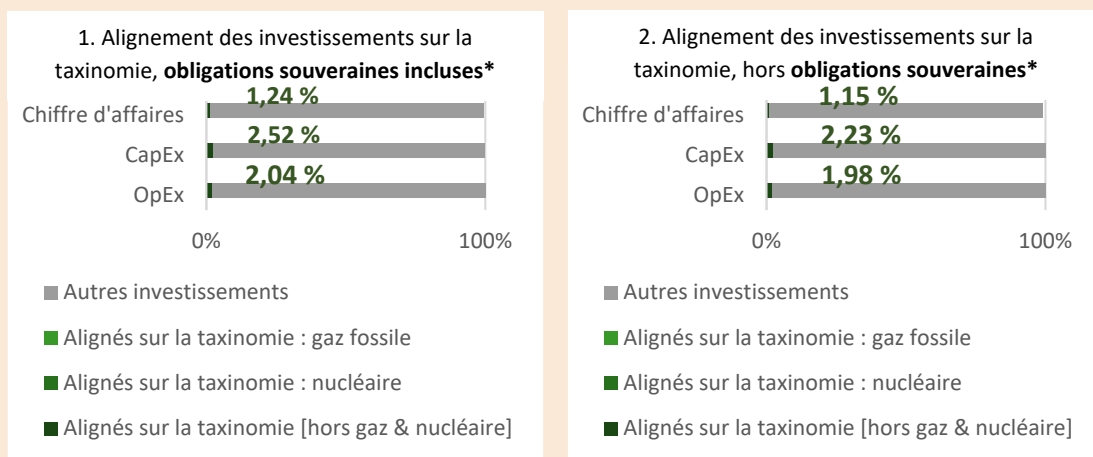 1. Alignement des investissements sur la
taxinomie, obligations souveraines incluses*
1,24 %
Chiffre d'affaires
2,52 %
CapEx
2,04 %
OpEx
0%
100%
Autres investissements
Alignés sur la taxinomie : gaz fossile
Alignés sur la taxinomie : nucléaire
Alignés sur la taxinomie [hors gaz & nucléaire]
2. Alignement des investissements sur la
taxinomie, hors obligations souveraines*
1,15 %
Chiffre d'affaires
2,23 %
CapEx
1,98 %
OpEx
0%
100%
Autres investissements
Alignés sur la taxinomie : gaz fossile
Alignés sur la taxinomie : nucléaire
Alignés sur la taxinomie [hors gaz & nucléaire]